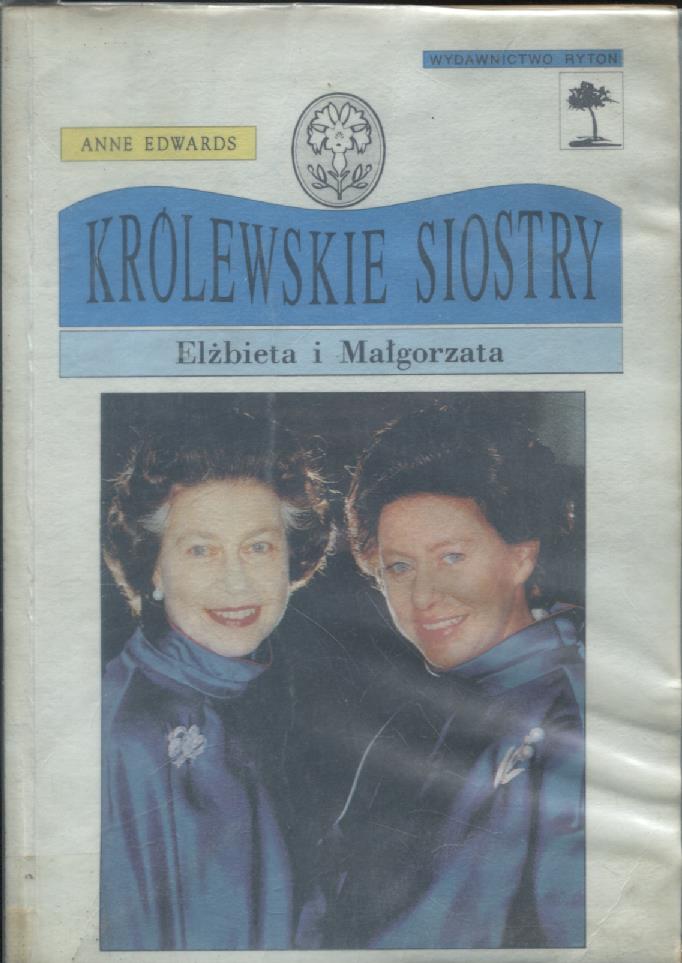 WYDAWNICTWO RYTON
ANNE EDWARDS
KRÓLEWSKIE SIOSTRY
Elżbieta i Małgorzata